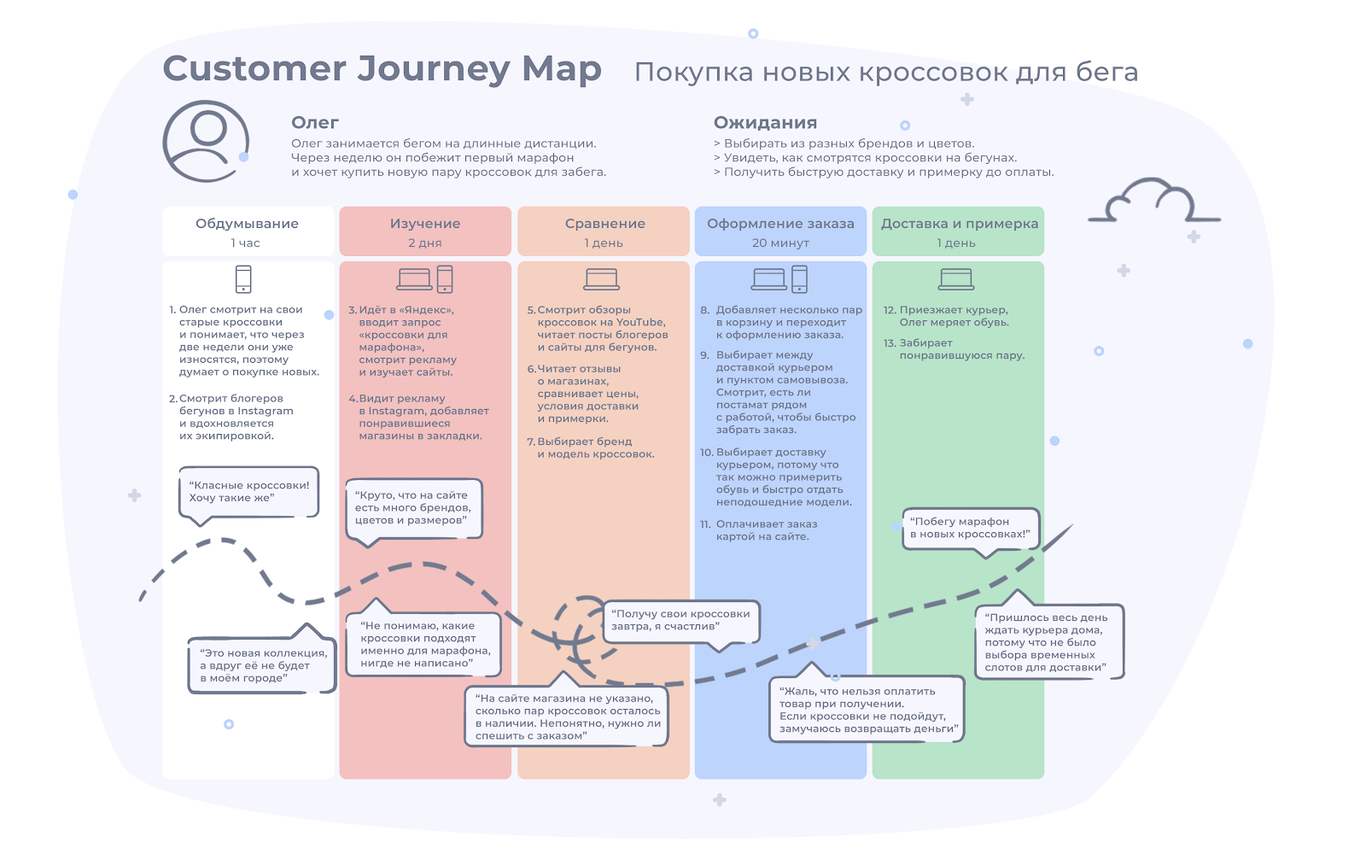 Customer Journey Map
Покупка новых кроссовок для бега
Олег
Олег занимается бегом на длинные дистанции.
Через неделю он побежит первый марафон
и хочет купить новую пару кроссовок для забега.
Ожидания
> Выбирать из разных брендов и цветов.
> Увидеть, как смотрятся кроссовки на бегунах.
> Получить быструю доставку и примерку до оплаты.
Обдумывание
1 час
1. Олег смотрит на свои
старые кроссовки
и понимает, что через
две недели они уже
износятся, поэтому
думает о покупке новых.
2. Смотрит блогеров
бегунов в Instagram
и вдохновляется
их экипировкой.
“Класные кроссовки!
Хочу такие же”
“Это новая коллекция,
а вдруг её не будет
в моём городе”
Изучение
2 дня
3. Идёт в «Яндекс»,
вводит запрос
«кроссовки для
марафона»,
смотрит рекламу
и изучает сайты.
4. Видит рекламу
в Instagram, добавляет
понравившиеся
магазины в закладки.
“Круто, что на сайте
есть много брендов,
цветов и размеров”
“Не понимаю, какие
кроссовки подходят
именно для марафона,
нигде не написано”
Сравнение
1 день
5. Смотрит обзоры
кроссовок на YouTube,
читает посты блогеров
и сайты для бегунов.
6. Читает отзывы
о магазинах,
сравнивает цены,
условия доставки
и примерки.
7. Выбирает бренд
и модель кроссовок.
“Получу свои кроссовки
завтра, я счастлив”
“На сайте магазина не указано,
сколько пар кроссовок осталось
в наличии. Непонятно, нужно ли
спешить с заказом”
Оформление заказа
20 минут
8. Добавляет несколько пар
в корзину и переходит
к оформлению заказа.
9. Выбирает между
доставкой курьером
и пунктом самовывоза.
Смотрит, есть ли
постамат рядом
с работой, чтобы быстро
забрать заказ.
10. Выбирает доставку
курьером, потому что
так можно примерить
обувь и быстро отдать
неподошедшие модели.
11. Оплачивает заказ
картой на сайте.
“Жаль, что нельзя оплатить
товар при получении.
Если кроссовки не подойдут,
замучаюсь возвращать деньги”
Доставка и примерка
1 день
12. Приезжает курьер,
Олег меряет обувь.
13. Забирает
понравившуюся пару.
“Побегу марафон
в новых кроссовках!”
“Пришлось весь день
ждать курьера дома,
потому что не было
выбора временных
слотов для доставки”